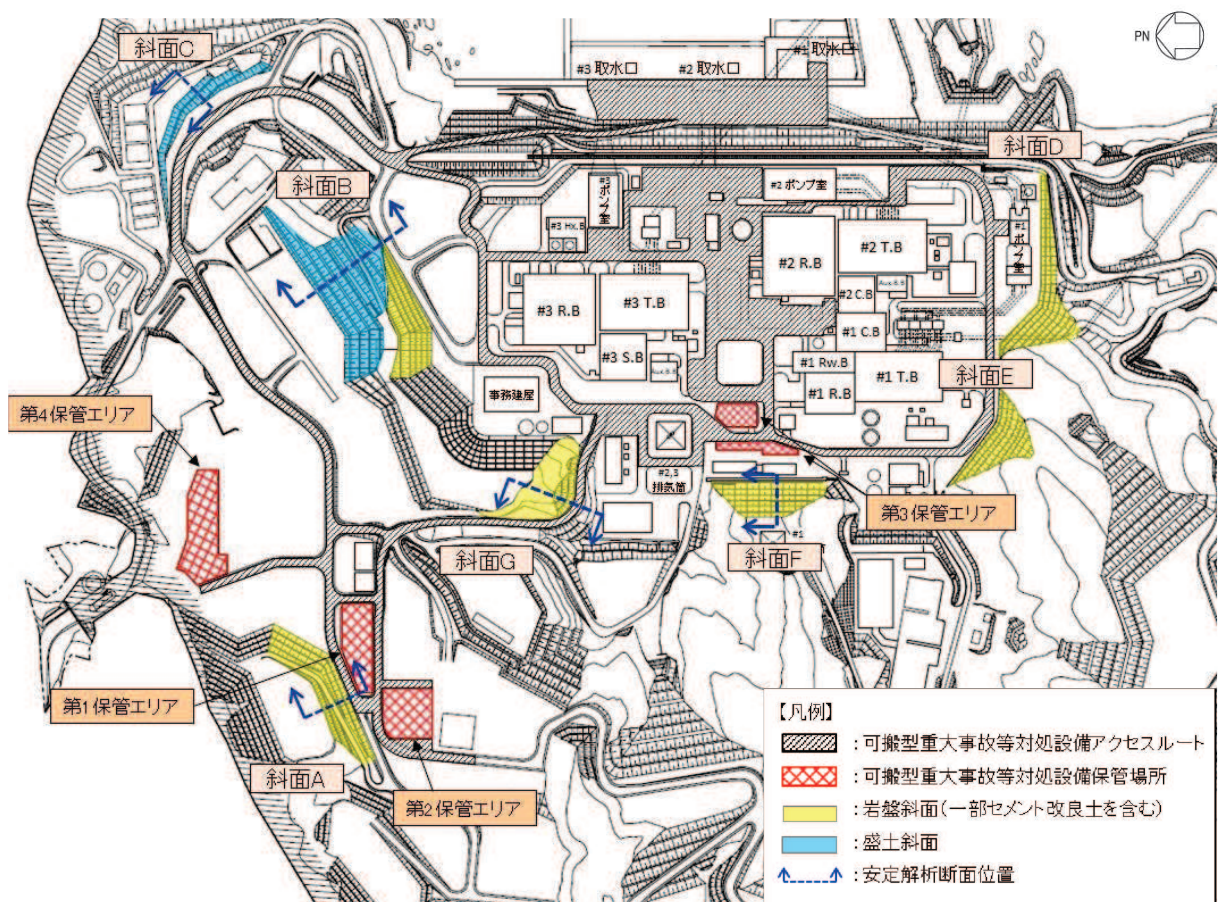 斜面C
PN
#1 取水口
#3 取水口
#2 取水口
斜面D
斜面B
#2 ポンプ室
#3 ポンプ室
#1 ポンプ室
#3 Hx.B
#2 R.B
#2 T.B
Aux.B.B
#2 C.B
#3 R.B
#3 T.B
#1 C.B
#3 S.B
Aux.B.B
#1 Rw.B
#1 T.B
#1 R.B
斜面E
事務建屋
第4保管エリア
#2,3
排気筒
第3保管エリア
#1
斜面G
斜面F
第1保管エリア
斜面A
第2保管エリア
【凡例】
：可搬型重大事故等対処設備アクセスルート
：可搬型重大事故等対処設備保管場所
：岩盤斜面(一部セメント改良土を含む)
：盛土斜面
：安定解析断面位置